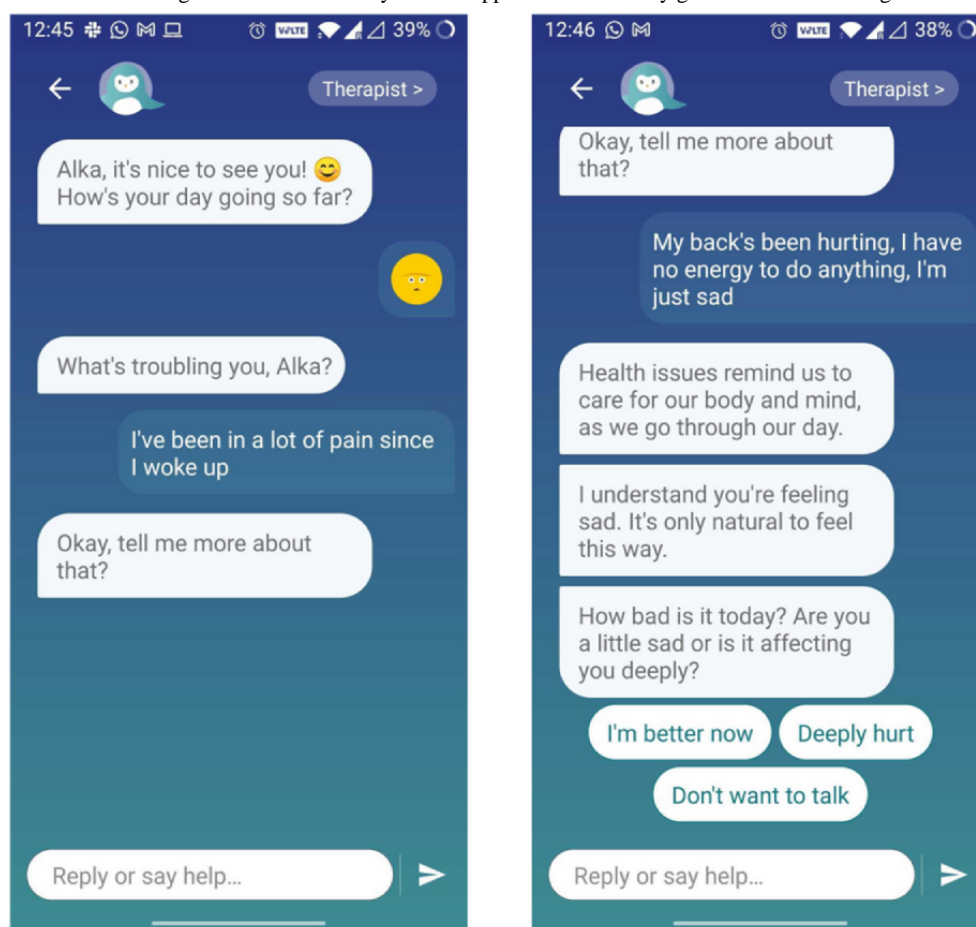 12:45 39%
Therapist >
Alka, it's nice to see you! 😊
How's your day going so far?
What's troubling you, Alka?
I've been in a lot of pain since
I woke up
Okay, tell me more about
that?
Reply or say help...
12:46 38%
Therapist >
Okay, tell me more about
that?
My back's been hurting, I have
no energy to do anything, I'm
just sad
Health issues remind us to
care for our body and mind,
as we go through our day.
I understand you're feeling
sad. It's only natural to feel
this way.
How bad is it today? Are you
a little sad or is it affecting
you deeply?
I'm better now
Deeply hurt
Don't want to talk
Reply or say help...